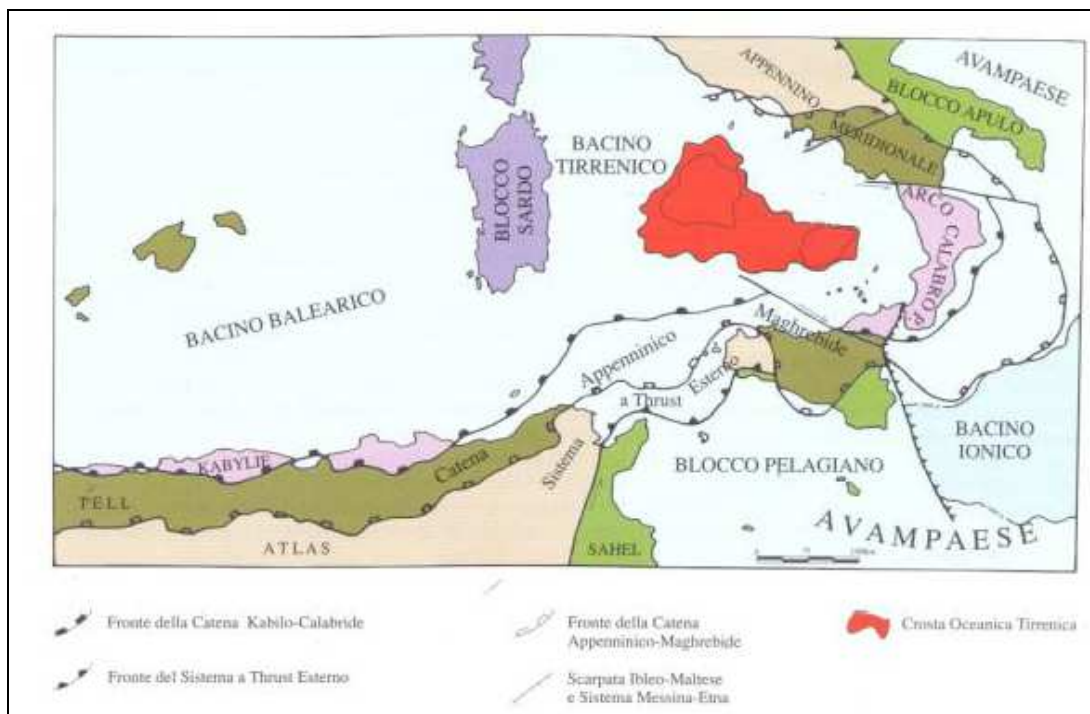 APPENNINO
MERIDIONALE
AVAMPAESE
BLOCCO APULO
BACINO
TIRRENICO
BLOCCO
SARDO
ARCO CALABRO P.
BACINO BALEARICO
Appenninico
Maghrebide
a Thrust
Esterno
Sistema
Catena
KABYLIE
TELL
ATLAS
SAHEL
BLOCCO PELAGIANO
BACINO
IONICO
AVAMPAESE
Fronte della Catena Kabilo-Calabride
Fronte del Sistema a Thrust Esterno
Fronte della Catena
Appenninico-Maghrebide
Scarpata Ibleo-Maltese
e Sistema Messina-Etna
Crosta Oceanica Tirrenica